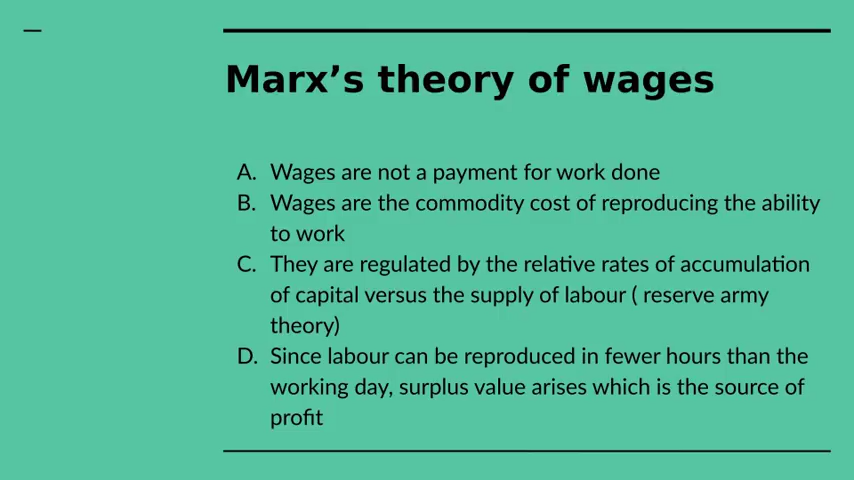 Marx’s theory of wages
A. Wages are not a payment for work done
B. Wages are the commodity cost of reproducing the ability
to work
C. They are regulated by the relative rates of accumulation
of capital versus the supply of labour ( reserve army
theory)
D. Since labour can be reproduced in fewer hours than the
working day, surplus value arises which is the source of
profit